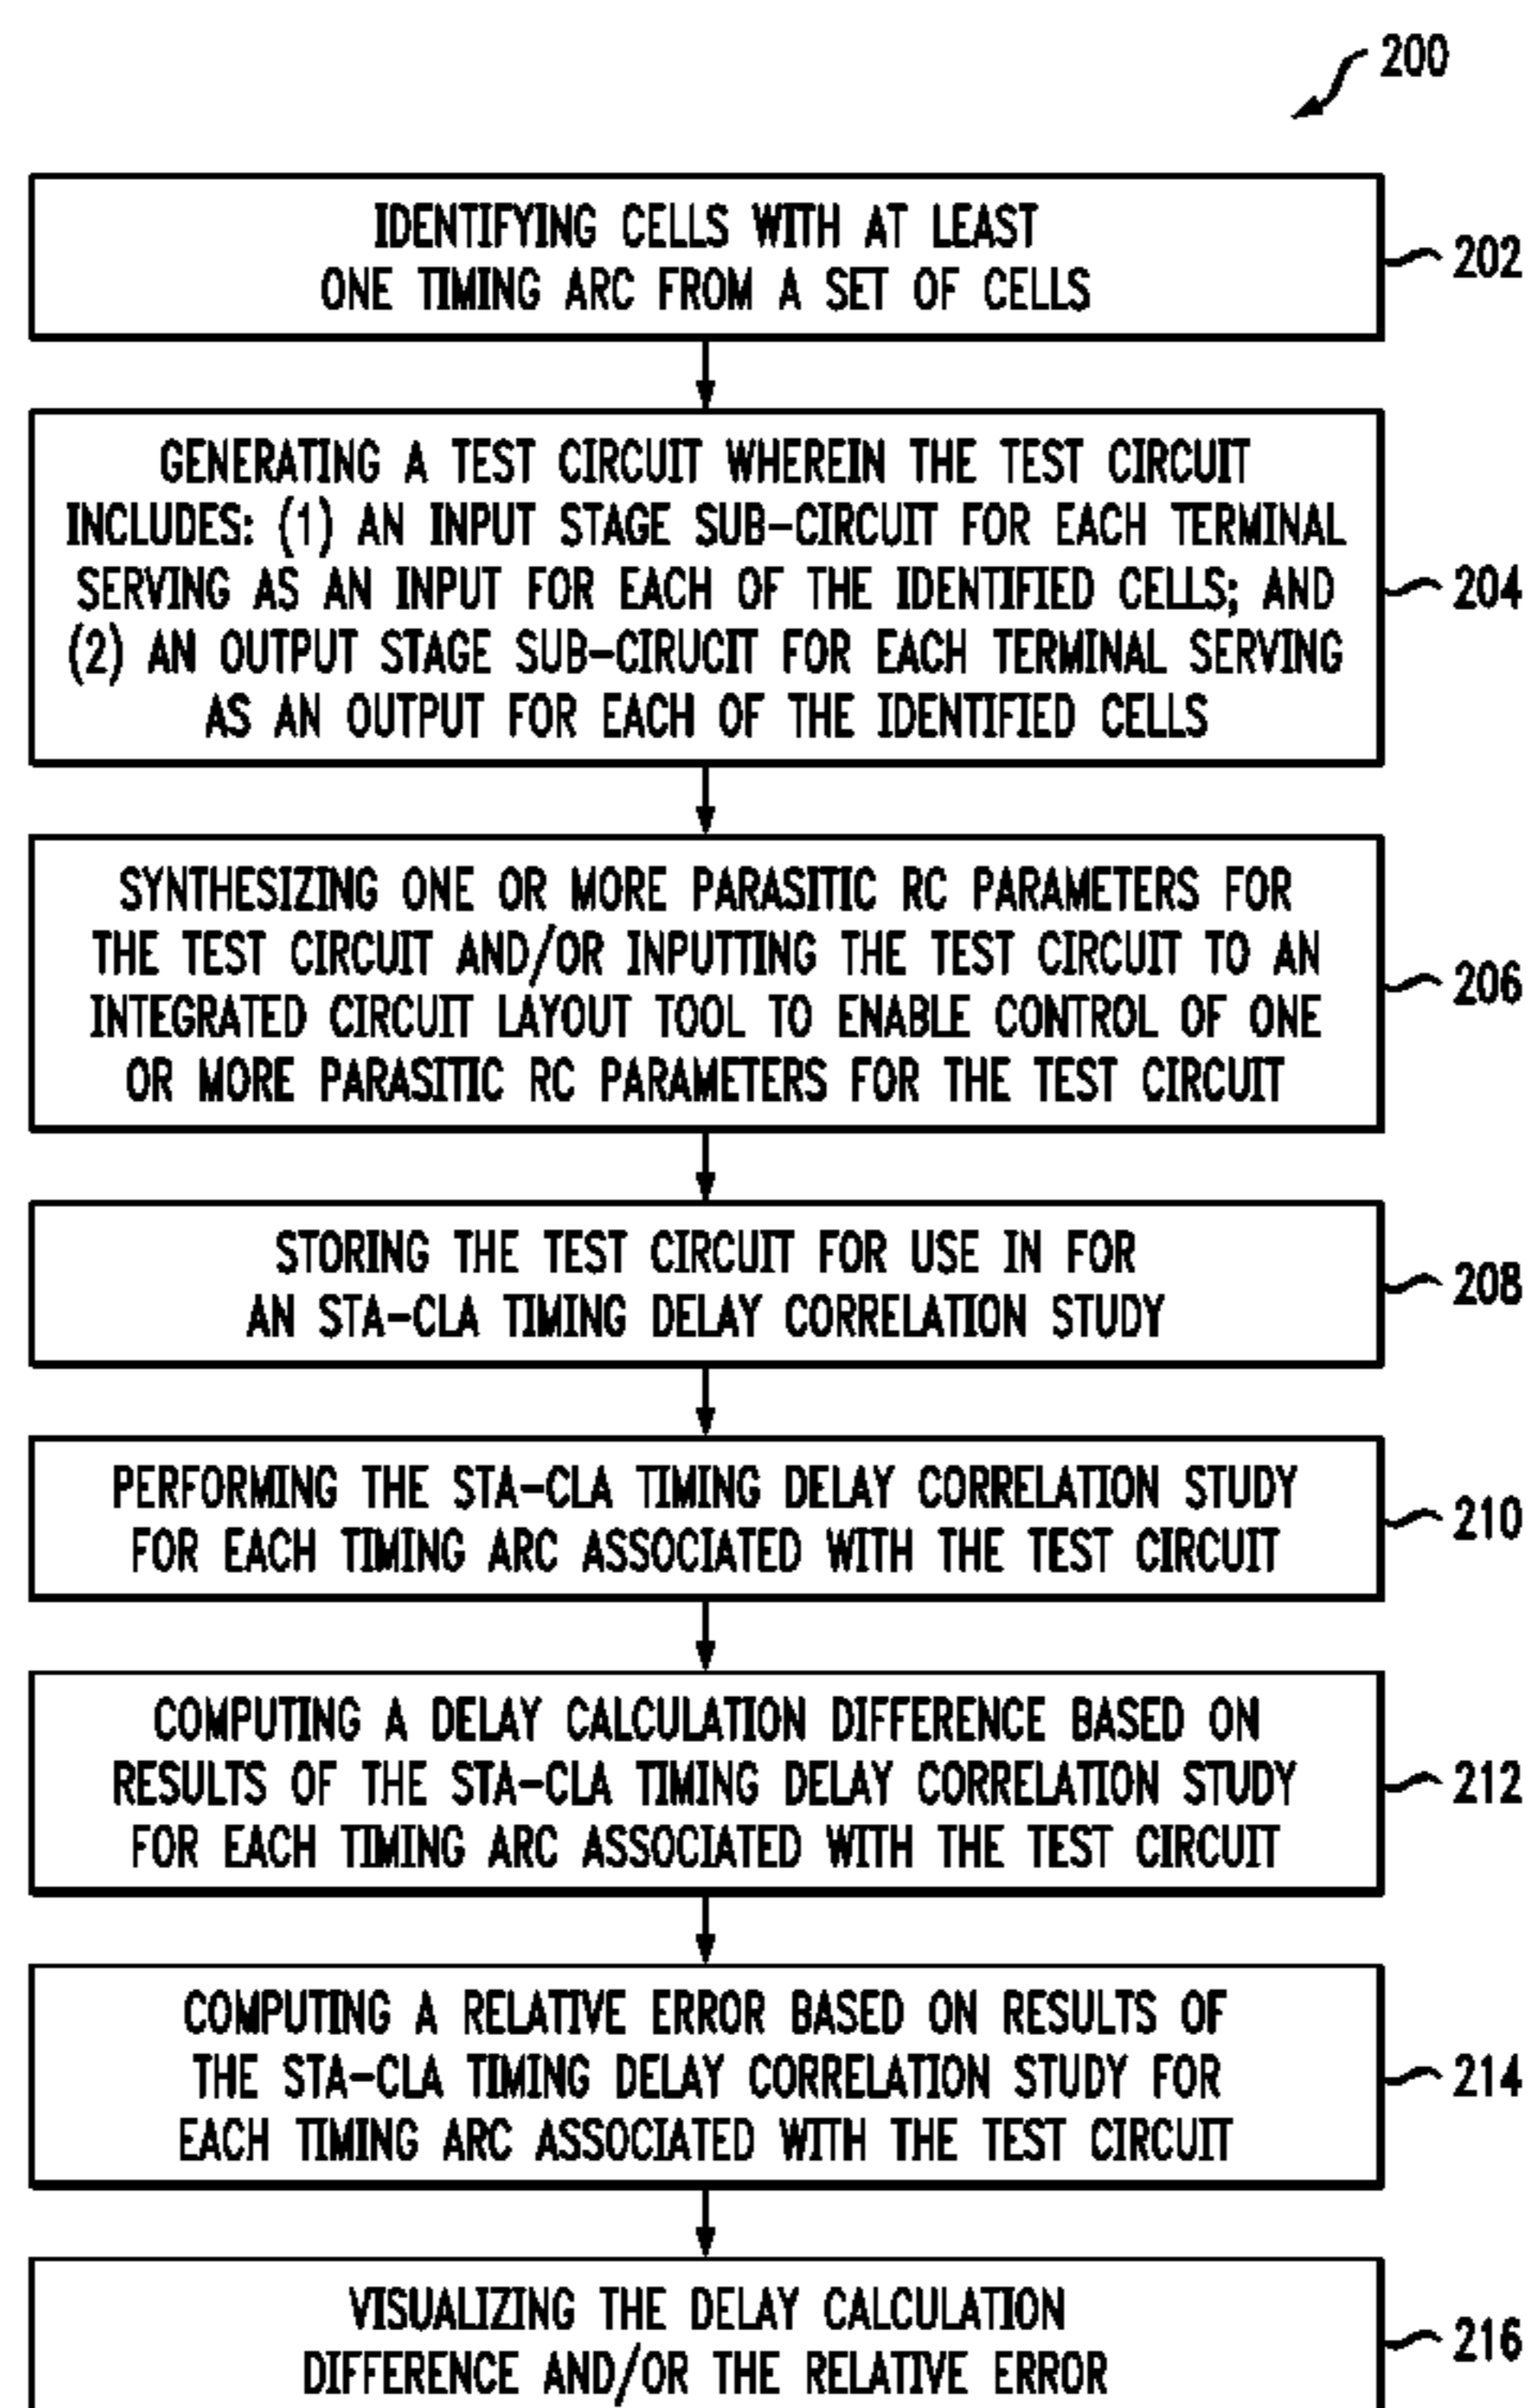 200
IDENTIFYING CELLS WITH AT LEAST
ONE TIMING ARC FROM A SET OF CELLS
202
GENERATING A TEST CIRCUIT WHEREIN THE TEST CIRCUIT
INCLUDES: (1) AN INPUT STAGE SUB-CIRCUIT FOR EACH TERMINAL
SERVING AS AN INPUT FOR EACH OF THE IDENTIFIED CELLS; AND
(2) AN OUTPUT STAGE SUB-CIRUCIT FOR EACH TERMINAL SERVING
AS AN OUTPUT FOR EACH OF THE IDENTIFIED CELLS
204
SYNTHESIZING ONE OR MORE PARASITIC RC PARAMETERS FOR
THE TEST CIRCUIT AND/OR INPUTTING THE TEST CIRCUIT TO AN
INTEGRATED CIRCUIT LAYOUT TOOL TO ENABLE CONTROL OF ONE
OR MORE PARASITIC RC PARAMETERS FOR THE TEST CIRCUIT
206
STORING THE TEST CIRCUIT FOR USE IN FOR
AN STA-CLA TIMING DELAY CORRELATION STUDY
208
PERFORMING THE STA-CLA TIMING DELAY CORRELATION STUDY
FOR EACH TIMING ARC ASSOCIATED WITH THE TEST CIRCUIT
210
COMPUTING A DELAY CALCULATION DIFFERENCE BASED ON
RESULTS OF THE STA-CLA TIMING DELAY CORRELATION STUDY
FOR EACH TIMING ARC ASSOCIATED WITH THE TEST CIRCUIT
212
COMPUTING A RELATIVE ERROR BASED ON RESULTS OF
THE STA-CLA TIMING DELAY CORRELATION STUDY FOR
EACH TIMING ARC ASSOCIATED WITH THE TEST CIRCUIT
214
VISUALIZING THE DELAY CALCULATION
DIFFERENCE AND/OR THE RELATIVE ERROR
216